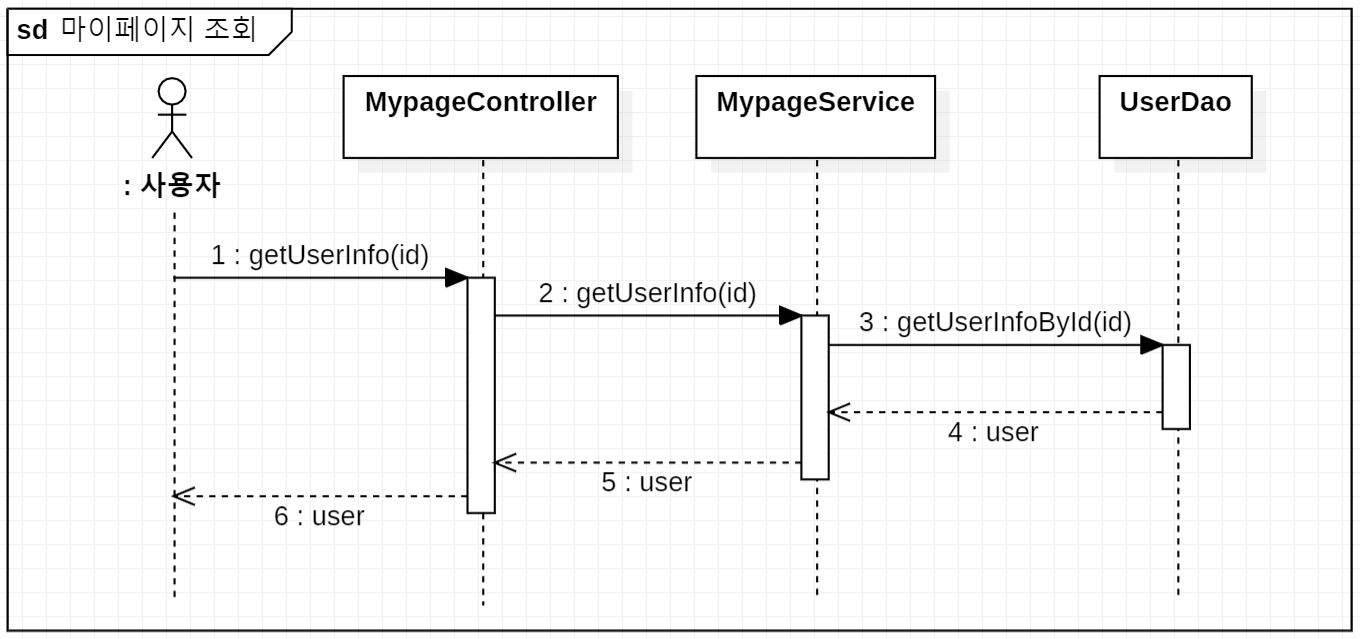 sd 마이페이지 조회
MypageController
MypageService
UserDao
: 사용자
1 : getUserInfo(id)
2 : getUserInfo(id)
3 : getUserInfoById(id)
4 : user
5 : user
6 : user